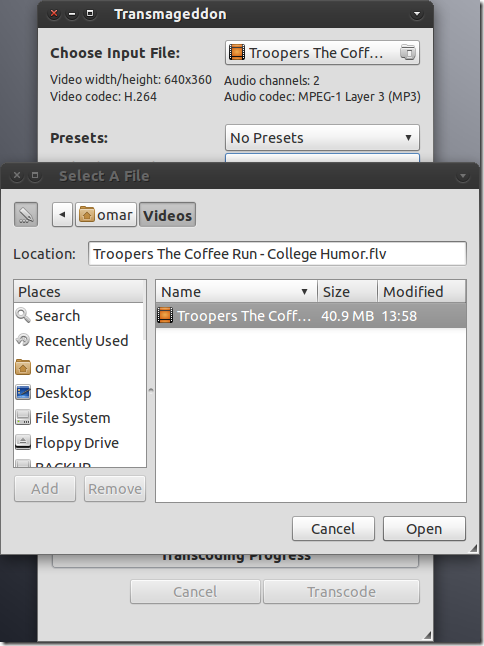 Transmageddon
Choose Input File: Troopers The Coff...
Video width/height: 640x360 Audio channels: 2
Video codec: H.264 Audio codec: MPEG-1 Layer 3 (MP3)
Presets: No Presets
Select A File
omar Videos
Location: Troopers The Coffee Run - College Humor.flv
Places Name Size Modified
Search Troopers The Coff... 40.9 MB 13:58
Recently Used
omar
Desktop
File System
Floppy Drive
BACKUP
Add Remove
Cancel Open
Transcoding Progress
Cancel Transcode